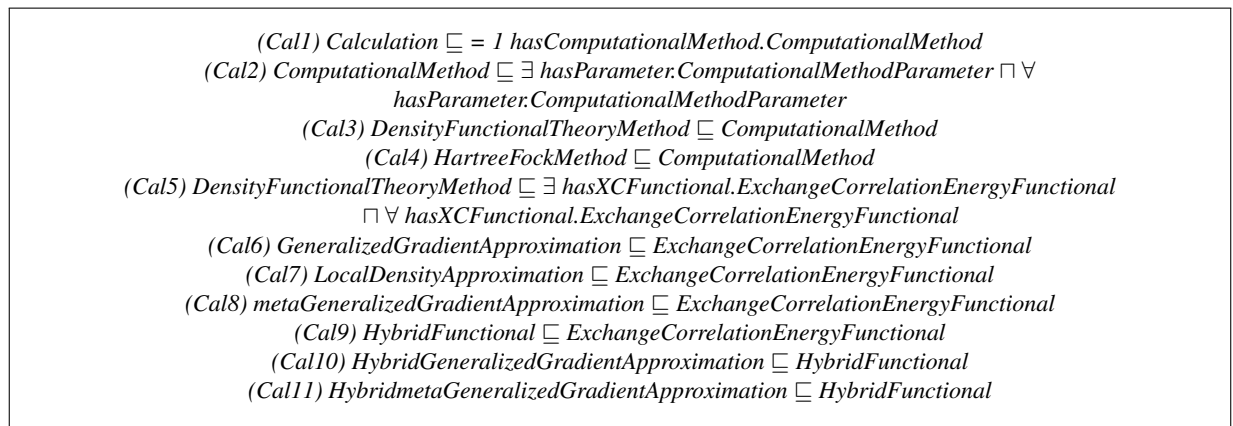 (Cal1) Calculation ⊑ = 1 hasComputationalMethod.ComputationalMethod
(Cal2) ComputationalMethod ⊑ ∃ hasParameter.ComputationalMethodParameter ⊓ ∀
hasParameter.ComputationalMethodParameter
(Cal3) DensityFunctionalTheoryMethod ⊑ ComputationalMethod
(Cal4) HartreeFockMethod ⊑ ComputationalMethod
(Cal5) DensityFunctionalTheoryMethod ⊑ ∃ hasXCFunctional.ExchangeCorrelationEnergyFunctional
⊓ ∀ hasXCFunctional.ExchangeCorrelationEnergyFunctional
(Cal6) GeneralizedGradientApproximation ⊑ ExchangeCorrelationEnergyFunctional
(Cal7) LocalDensityApproximation ⊑ ExchangeCorrelationEnergyFunctional
(Cal8) metaGeneralizedGradientApproximation ⊑ ExchangeCorrelationEnergyFunctional
(Cal9) HybridFunctional ⊑ ExchangeCorrelationEnergyFunctional
(Cal10) HybridGeneralizedGradientApproximation ⊑ HybridFunctional
(Cal11) HybridmetaGeneralizedGradientApproximation ⊑ HybridFunctional